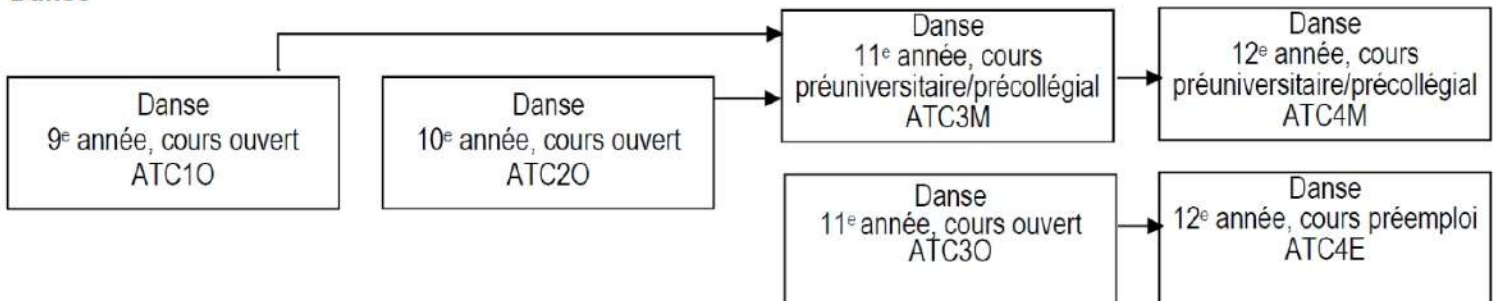 Danse
9e année, cours ouvert
ATC1O
Danse
10e année, cours ouvert
ATC2O
Danse
11e année, cours
préuniversitaire/précollégial
ATC3M
Danse
12e année, cours
préuniversitaire/précollégial
ATC4M
Danse
11e année, cours ouvert
ATC3O
Danse
12e année, cours préemploi
ATC4E